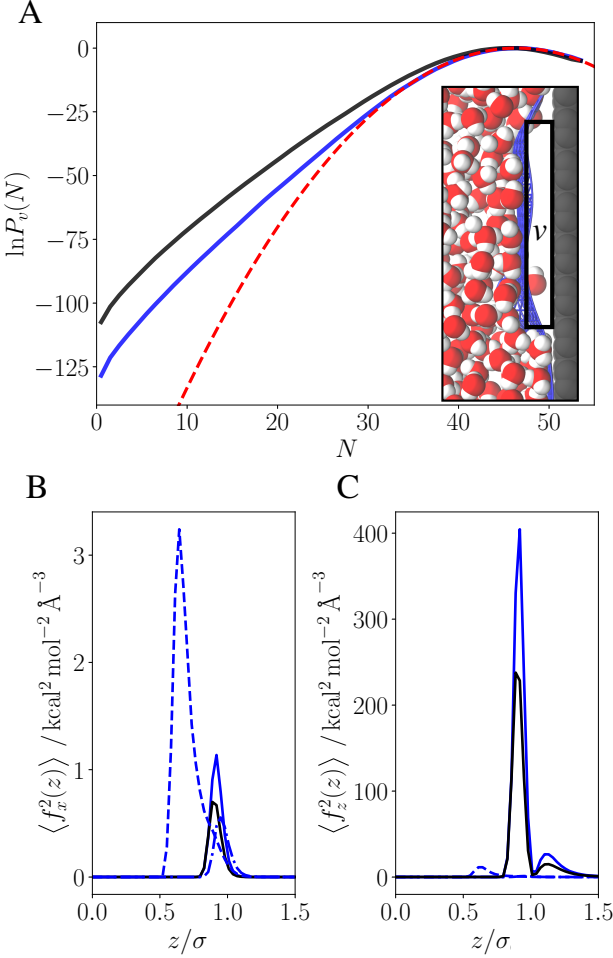 A
ln P_v(N)
0
−25
−50
−75
−100
−125
v
0 10 20 30 40 50
N
B
C
⟨f_x^2(z)⟩ / kcal² mol⁻² Å⁻³
3
2
1
0
0.0 0.5 1.0 1.5
z/σ
⟨f_z^2(z)⟩ / kcal² mol⁻² Å⁻³
400
300
200
100
0
0.0 0.5 1.0 1.5
z/σ